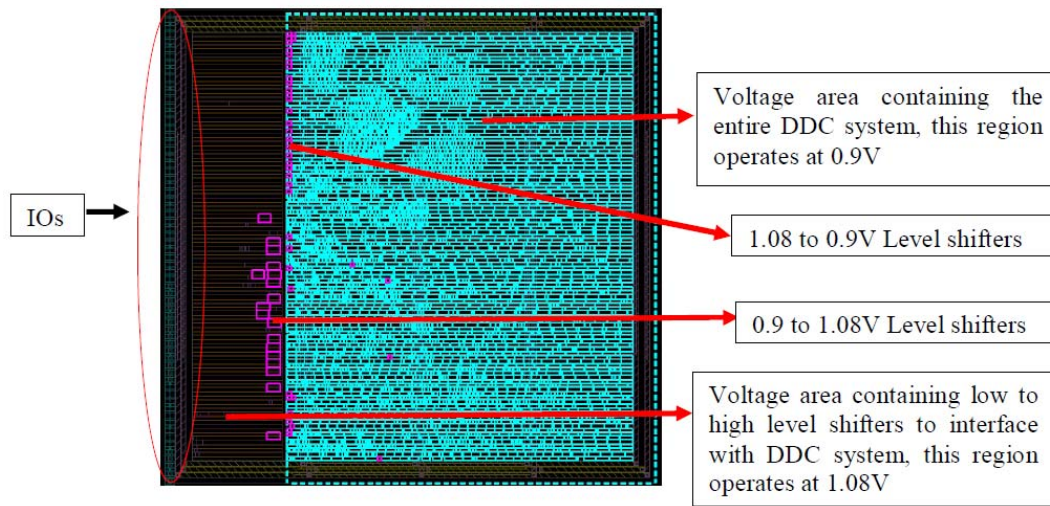 Voltage area containing the
entire DDC system, this region
operates at 0.9V
IOs
1.08 to 0.9V Level shifters
0.9 to 1.08V Level shifters
Voltage area containing low to
high level shifters to interface
with DDC system, this region
operates at 1.08V